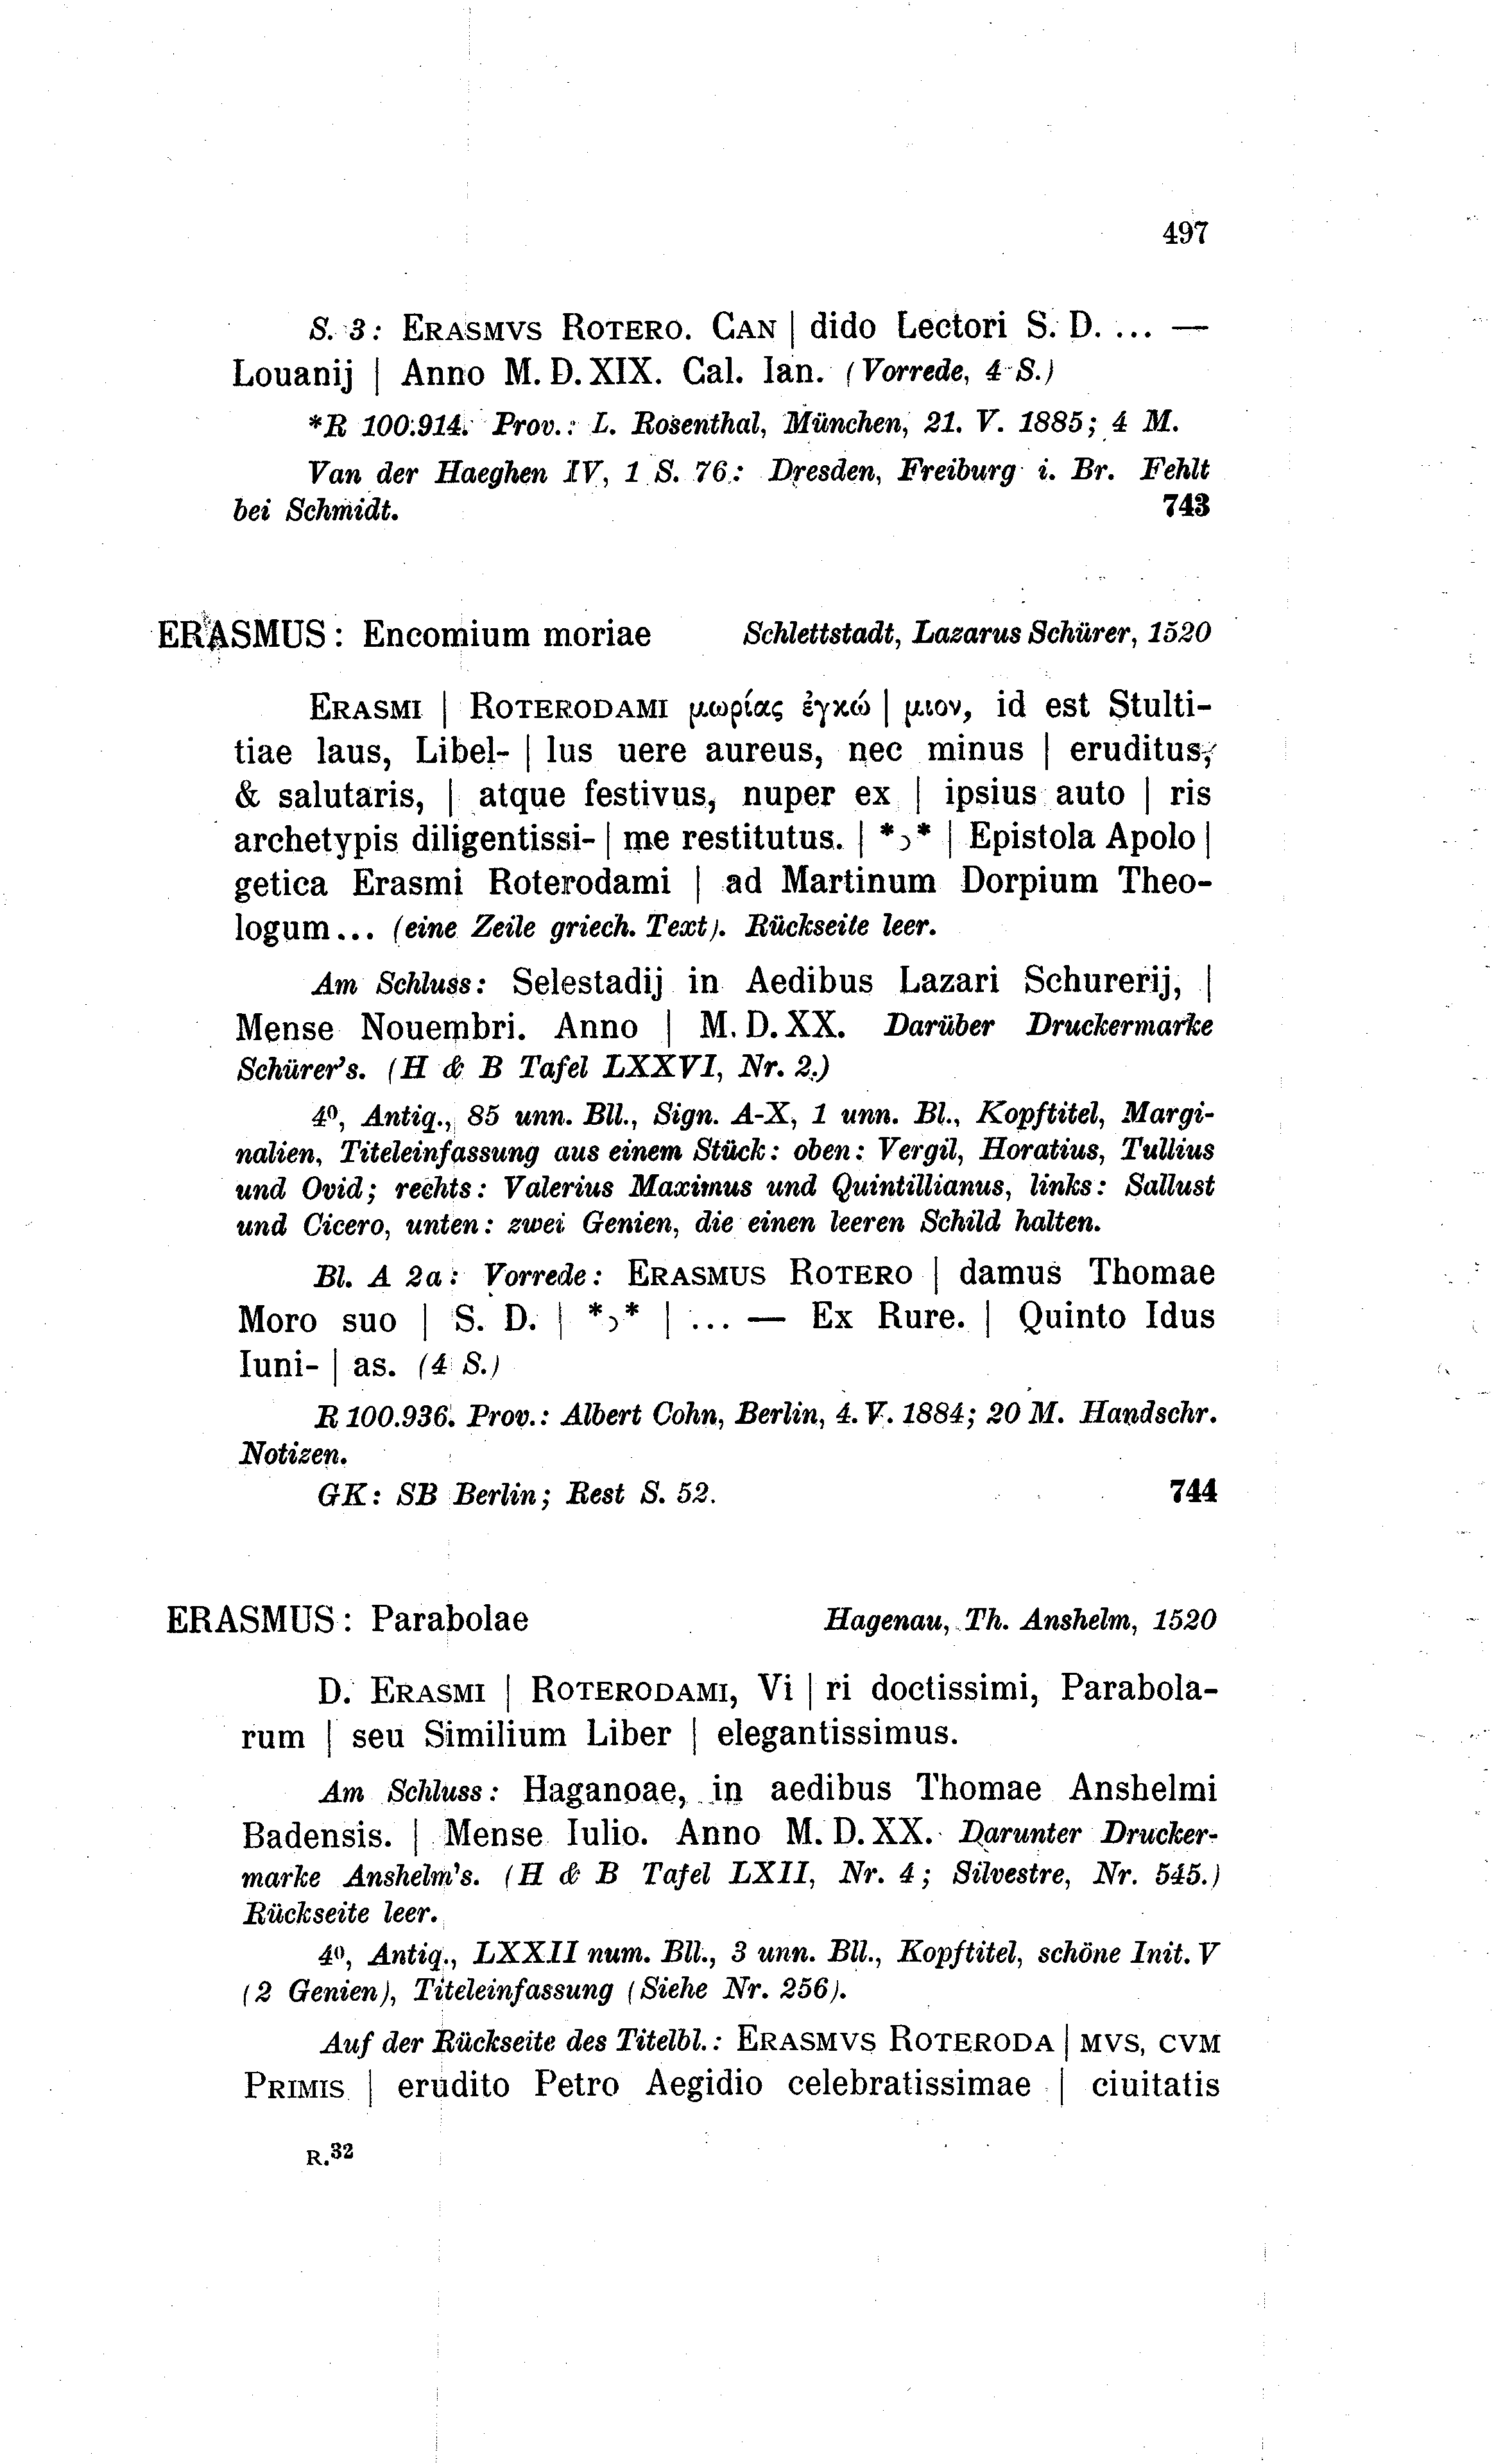 497
S. 3: ERASMVS ROTERO. CAN | dido Lectori S. D. ... —
Louanij | Anno M. D. XIX. Cal. Ian. (Vorrede, 4 S.)
*R 100.914. Prov.: L. Rosenthal, München, 21. V. 1885; 4 M.
Van der Haeghen IV, 1 S. 76: Dresden, Freiburg i. Br. Fehlt
bei Schmidt. 743
ERASMUS: Encomium moriae Schlettstadt, Lazarus Schürer, 1520
ERASMI | ROTERODAMI μωρίας ἐγκώ | μιον, id est Stulti-
tiae laus, Libel- | lus uere aureus, nec minus | eruditus,
& salutaris, | atque festivus, nuper ex | ipsius auto | ris
archetypis diligentissi- | me restitutus. | *,* | Epistola Apolo |
getica Erasmi Roterodami | ad Martinum Dorpium Theo-
logum... (eine Zeile griech. Text). Rückseite leer.
Am Schluss: Selestadij in Aedibus Lazari Schurerij, |
Mense Nouembri. Anno | M. D. XX. Darüber Druckermarke
Schürer's. (H & B Tafel LXXVI, Nr. 2.)
4⁰, Antiq., 85 unn. Bll., Sign. A-X, 1 unn. Bl., Kopftitel, Margi-
nalien, Titeleinfassung aus einem Stück: oben: Vergil, Horatius, Tullius
und Ovid; rechts: Valerius Maximus und Quintillianus, links: Sallust
und Cicero, unten: zwei Genien, die einen leeren Schild halten.
Bl. A 2a: Vorrede: ERASMUS ROTERO | damus Thomae
Moro suo | S. D. | *,* | ... — Ex Rure. | Quinto Idus
Iuni- | as. (4 S.)
R 100.936. Prov.: Albert Cohn, Berlin, 4. V. 1884; 20 M. Handschr.
Notizen.
GK: SB Berlin; Rest S. 52. 744
ERASMUS: Parabolae Hagenau, Th. Anshelm, 1520
D. ERASMI | ROTERODAMI, Vi | ri doctissimi, Parabola-
rum | seu Similium Liber | elegantissimus.
Am Schluss: Haganoae, in aedibus Thomae Anshelmi
Badensis. | Mense Iulio. Anno M. D. XX. Darunter Drucker-
marke Anshelm's. (H & B Tafel LXII, Nr. 4; Silvestre, Nr. 545.)
Rückseite leer.
4⁰, Antiq., LXXII num. Bll., 3 unn. Bll., Kopftitel, schöne Init. V
(2 Genien), Titeleinfassung (Siehe Nr. 256).
Auf der Rückseite des Titelbl.: ERASMVS ROTERODA | MVS, CVM
PRIMIS | erudito Petro Aegidio celebratissimae | ciuitatis
R. 32